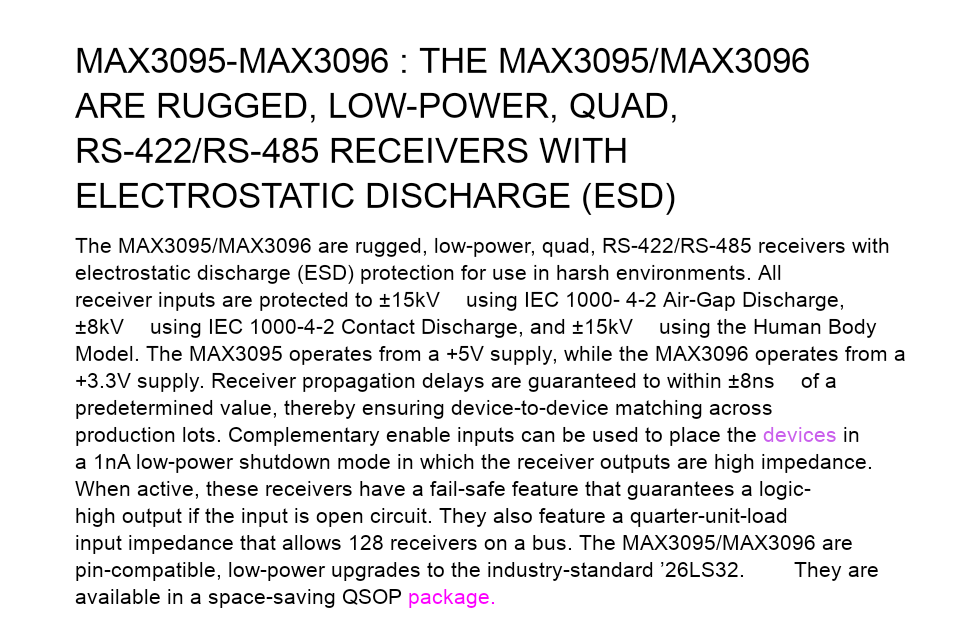 MAX3095-MAX3096 : THE MAX3095/MAX3096
ARE RUGGED, LOW-POWER, QUAD,
RS-422/RS-485 RECEIVERS WITH
ELECTROSTATIC DISCHARGE (ESD)
The MAX3095/MAX3096 are rugged, low-power, quad, RS-422/RS-485 receivers with
electrostatic discharge (ESD) protection for use in harsh environments. All
receiver inputs are protected to ±15kV using IEC 1000- 4-2 Air-Gap Discharge,
±8kV using IEC 1000-4-2 Contact Discharge, and ±15kV using the Human Body
Model. The MAX3095 operates from a +5V supply, while the MAX3096 operates from a
+3.3V supply. Receiver propagation delays are guaranteed to within ±8ns of a
predetermined value, thereby ensuring device-to-device matching across
production lots. Complementary enable inputs can be used to place the devices in
a 1nA low-power shutdown mode in which the receiver outputs are high impedance.
When active, these receivers have a fail-safe feature that guarantees a logic-
high output if the input is open circuit. They also feature a quarter-unit-load
input impedance that allows 128 receivers on a bus. The MAX3095/MAX3096 are
pin-compatible, low-power upgrades to the industry-standard ’26LS32. They are
available in a space-saving QSOP package.